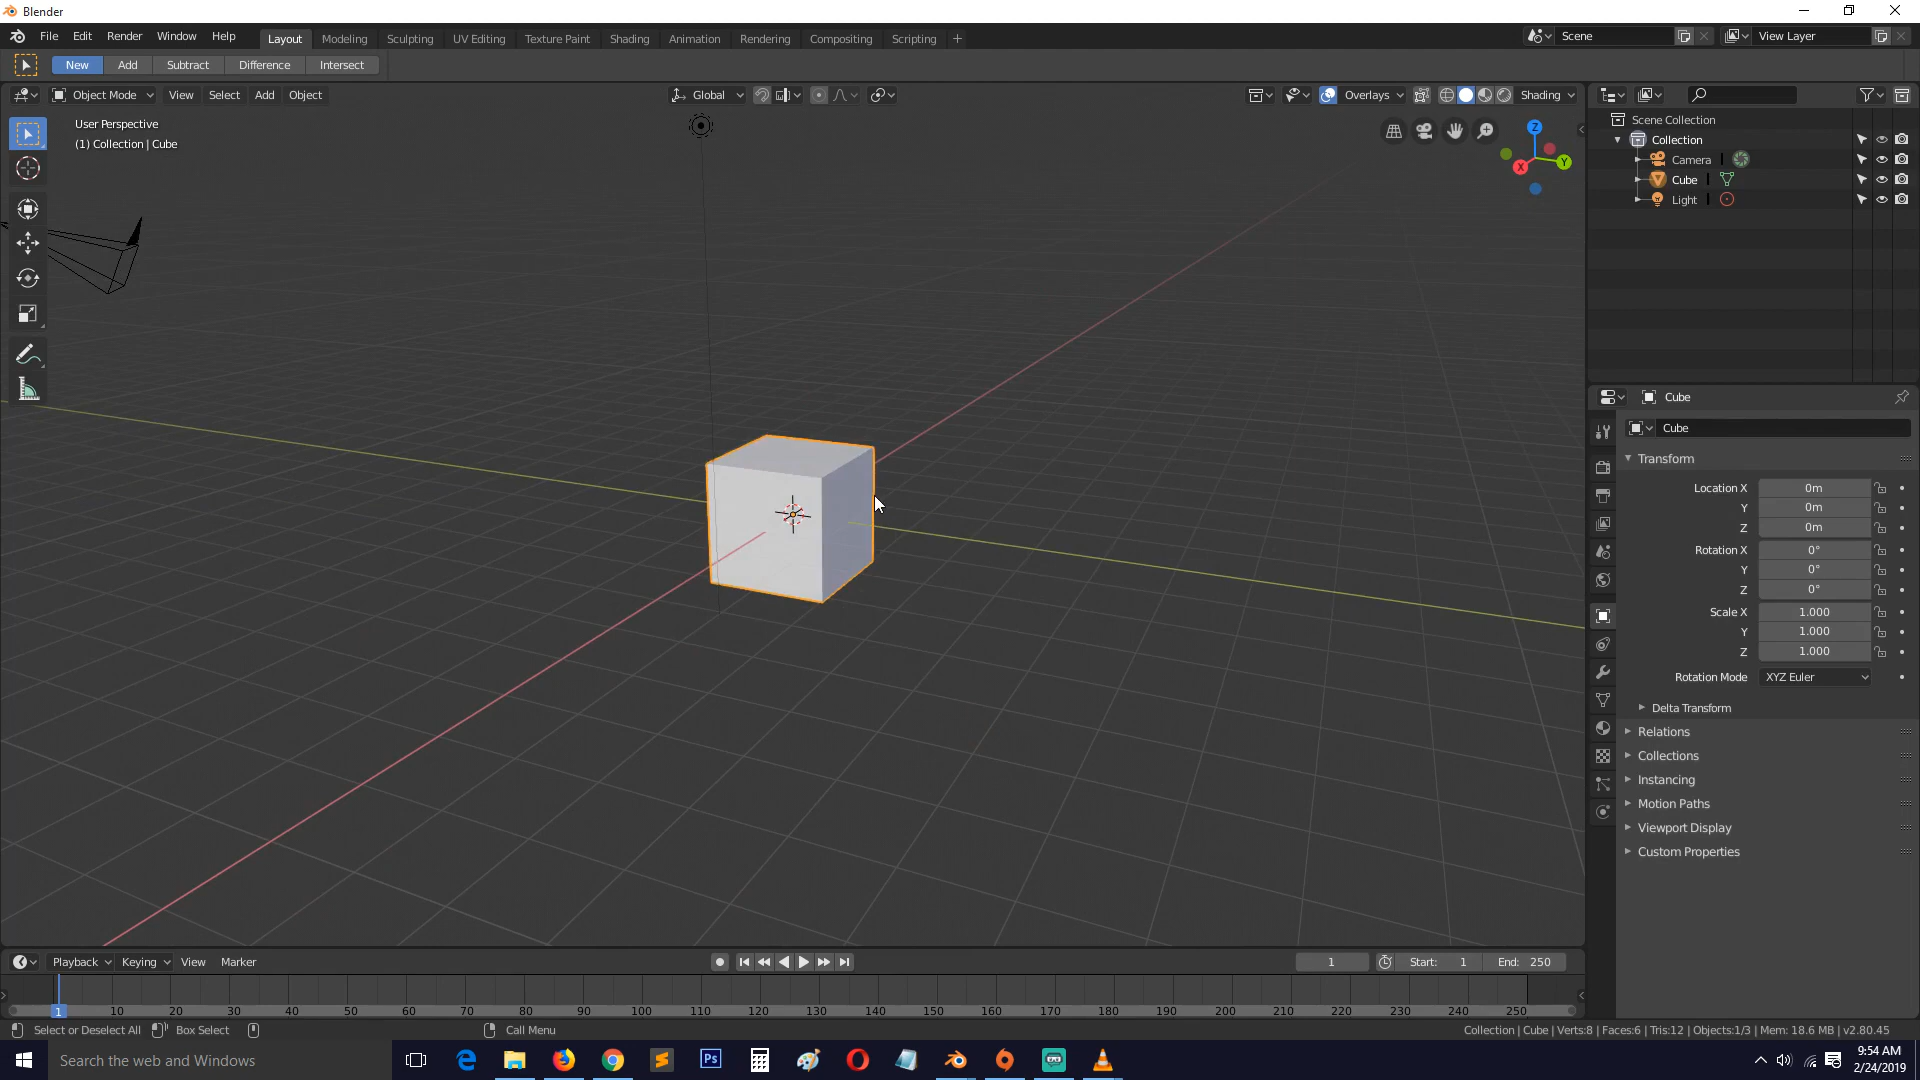 Blender
File Edit Render Window Help Layout Modeling Sculpting UV Editing Texture Paint Shading Animation Rendering Compositing Scripting + Scene View Layer
New Add Subtract Difference Intersect
Object Mode View Select Add Object Global Overlays Shading
User Perspective
(1) Collection | Cube
Z
Y
X
Scene Collection
Collection
Camera
Cube
Light
Cube
Cube
Transform
Location X 0m
Y 0m
Z 0m
Rotation X 0°
Y 0°
Z 0°
Scale X 1.000
Y 1.000
Z 1.000
Rotation Mode XYZ Euler
Delta Transform
Relations
Collections
Instancing
Motion Paths
Viewport Display
Custom Properties
Playback Keying View Marker 1 Start: 1 End: 250
1 10 20 30 40 50 60 70 80 90 100 110 120 130 140 150 160 170 180 190 200 210 220 230 240 250
Select or Deselect All Box Select Call Menu Collection | Cube | Verts:8 | Faces:6 | Tris:12 | Objects:1/3 | Mem: 18.6 MB | v2.80.45
Search the web and Windows Ps 9:54 AM
2/24/2019